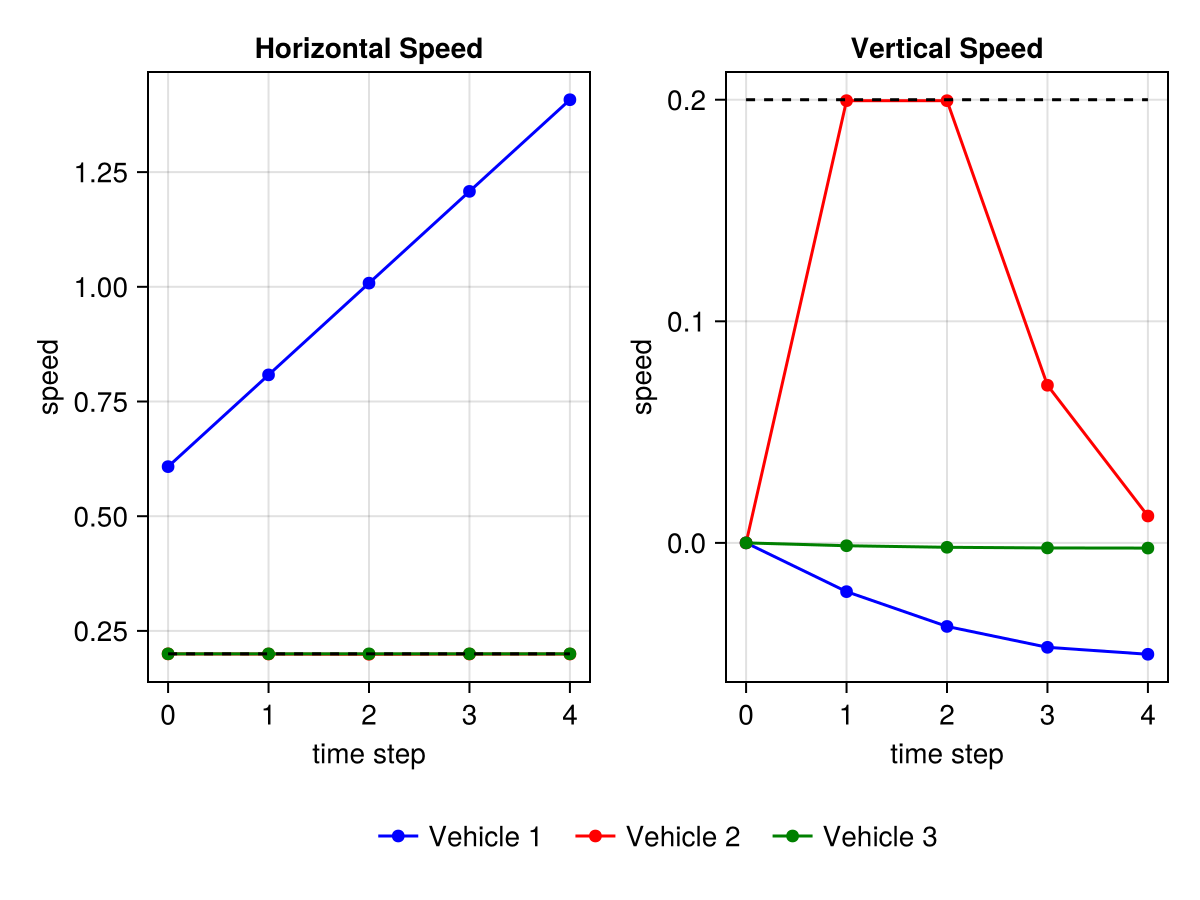 Horizontal Speed
speed
1.25
1.00
0.75
0.50
0.25
0 1 2 3 4
time step
Vertical Speed
speed
0.2
0.1
0.0
0 1 2 3 4
time step
Vehicle 1 Vehicle 2 Vehicle 3